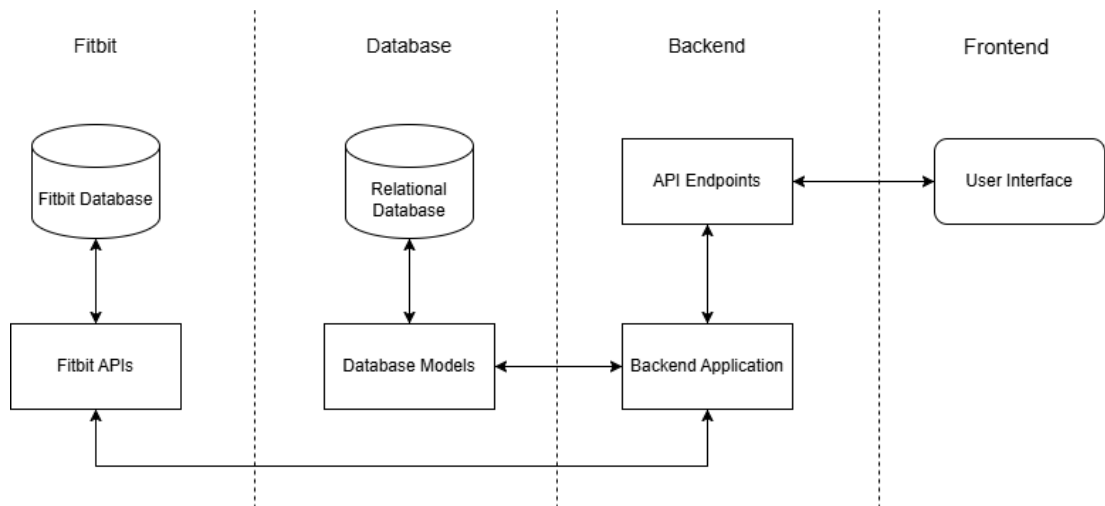 Fitbit
Database
Backend
Frontend
Fitbit Database
Relational
Database
API Endpoints
User Interface
Fitbit APIs
Database Models
Backend Application